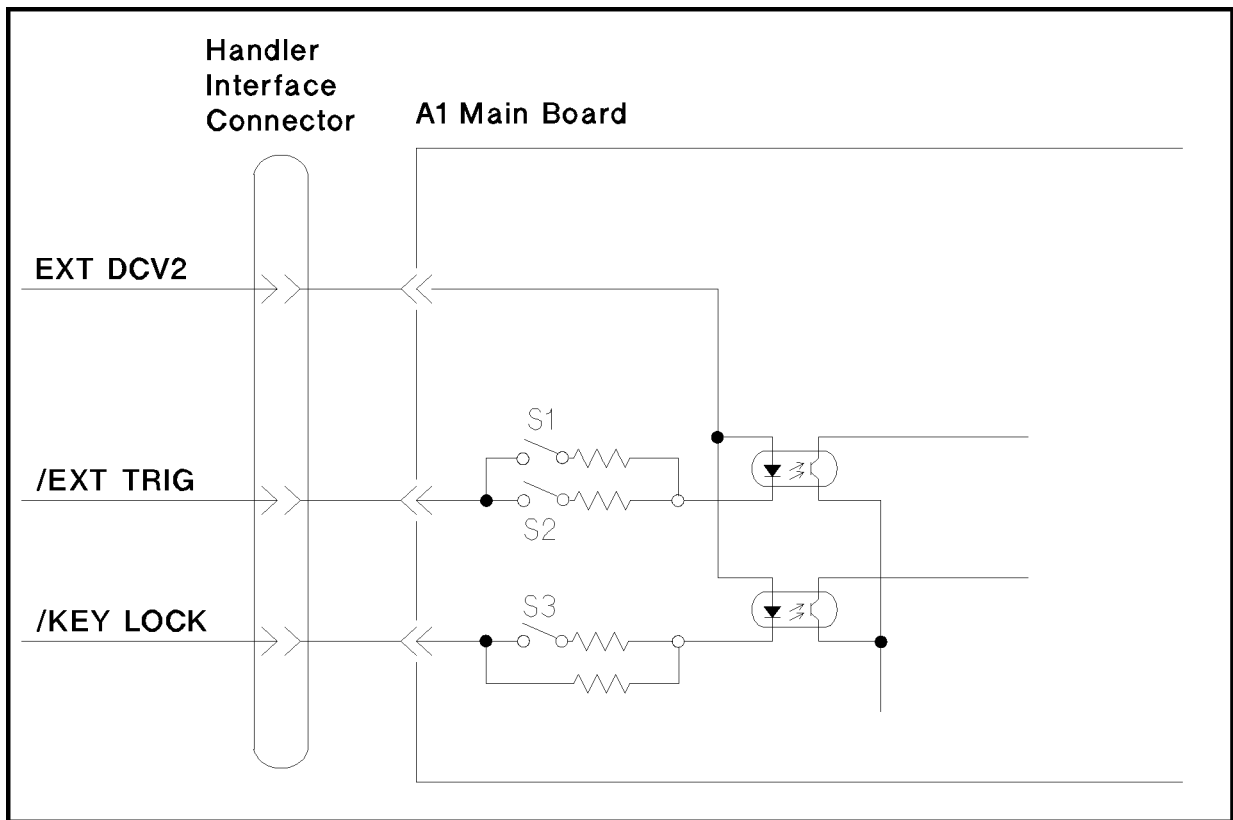 Handler
Interface
Connector
A1 Main Board
EXT DCV2
S1
/EXT TRIG
S2
S3
/KEY LOCK